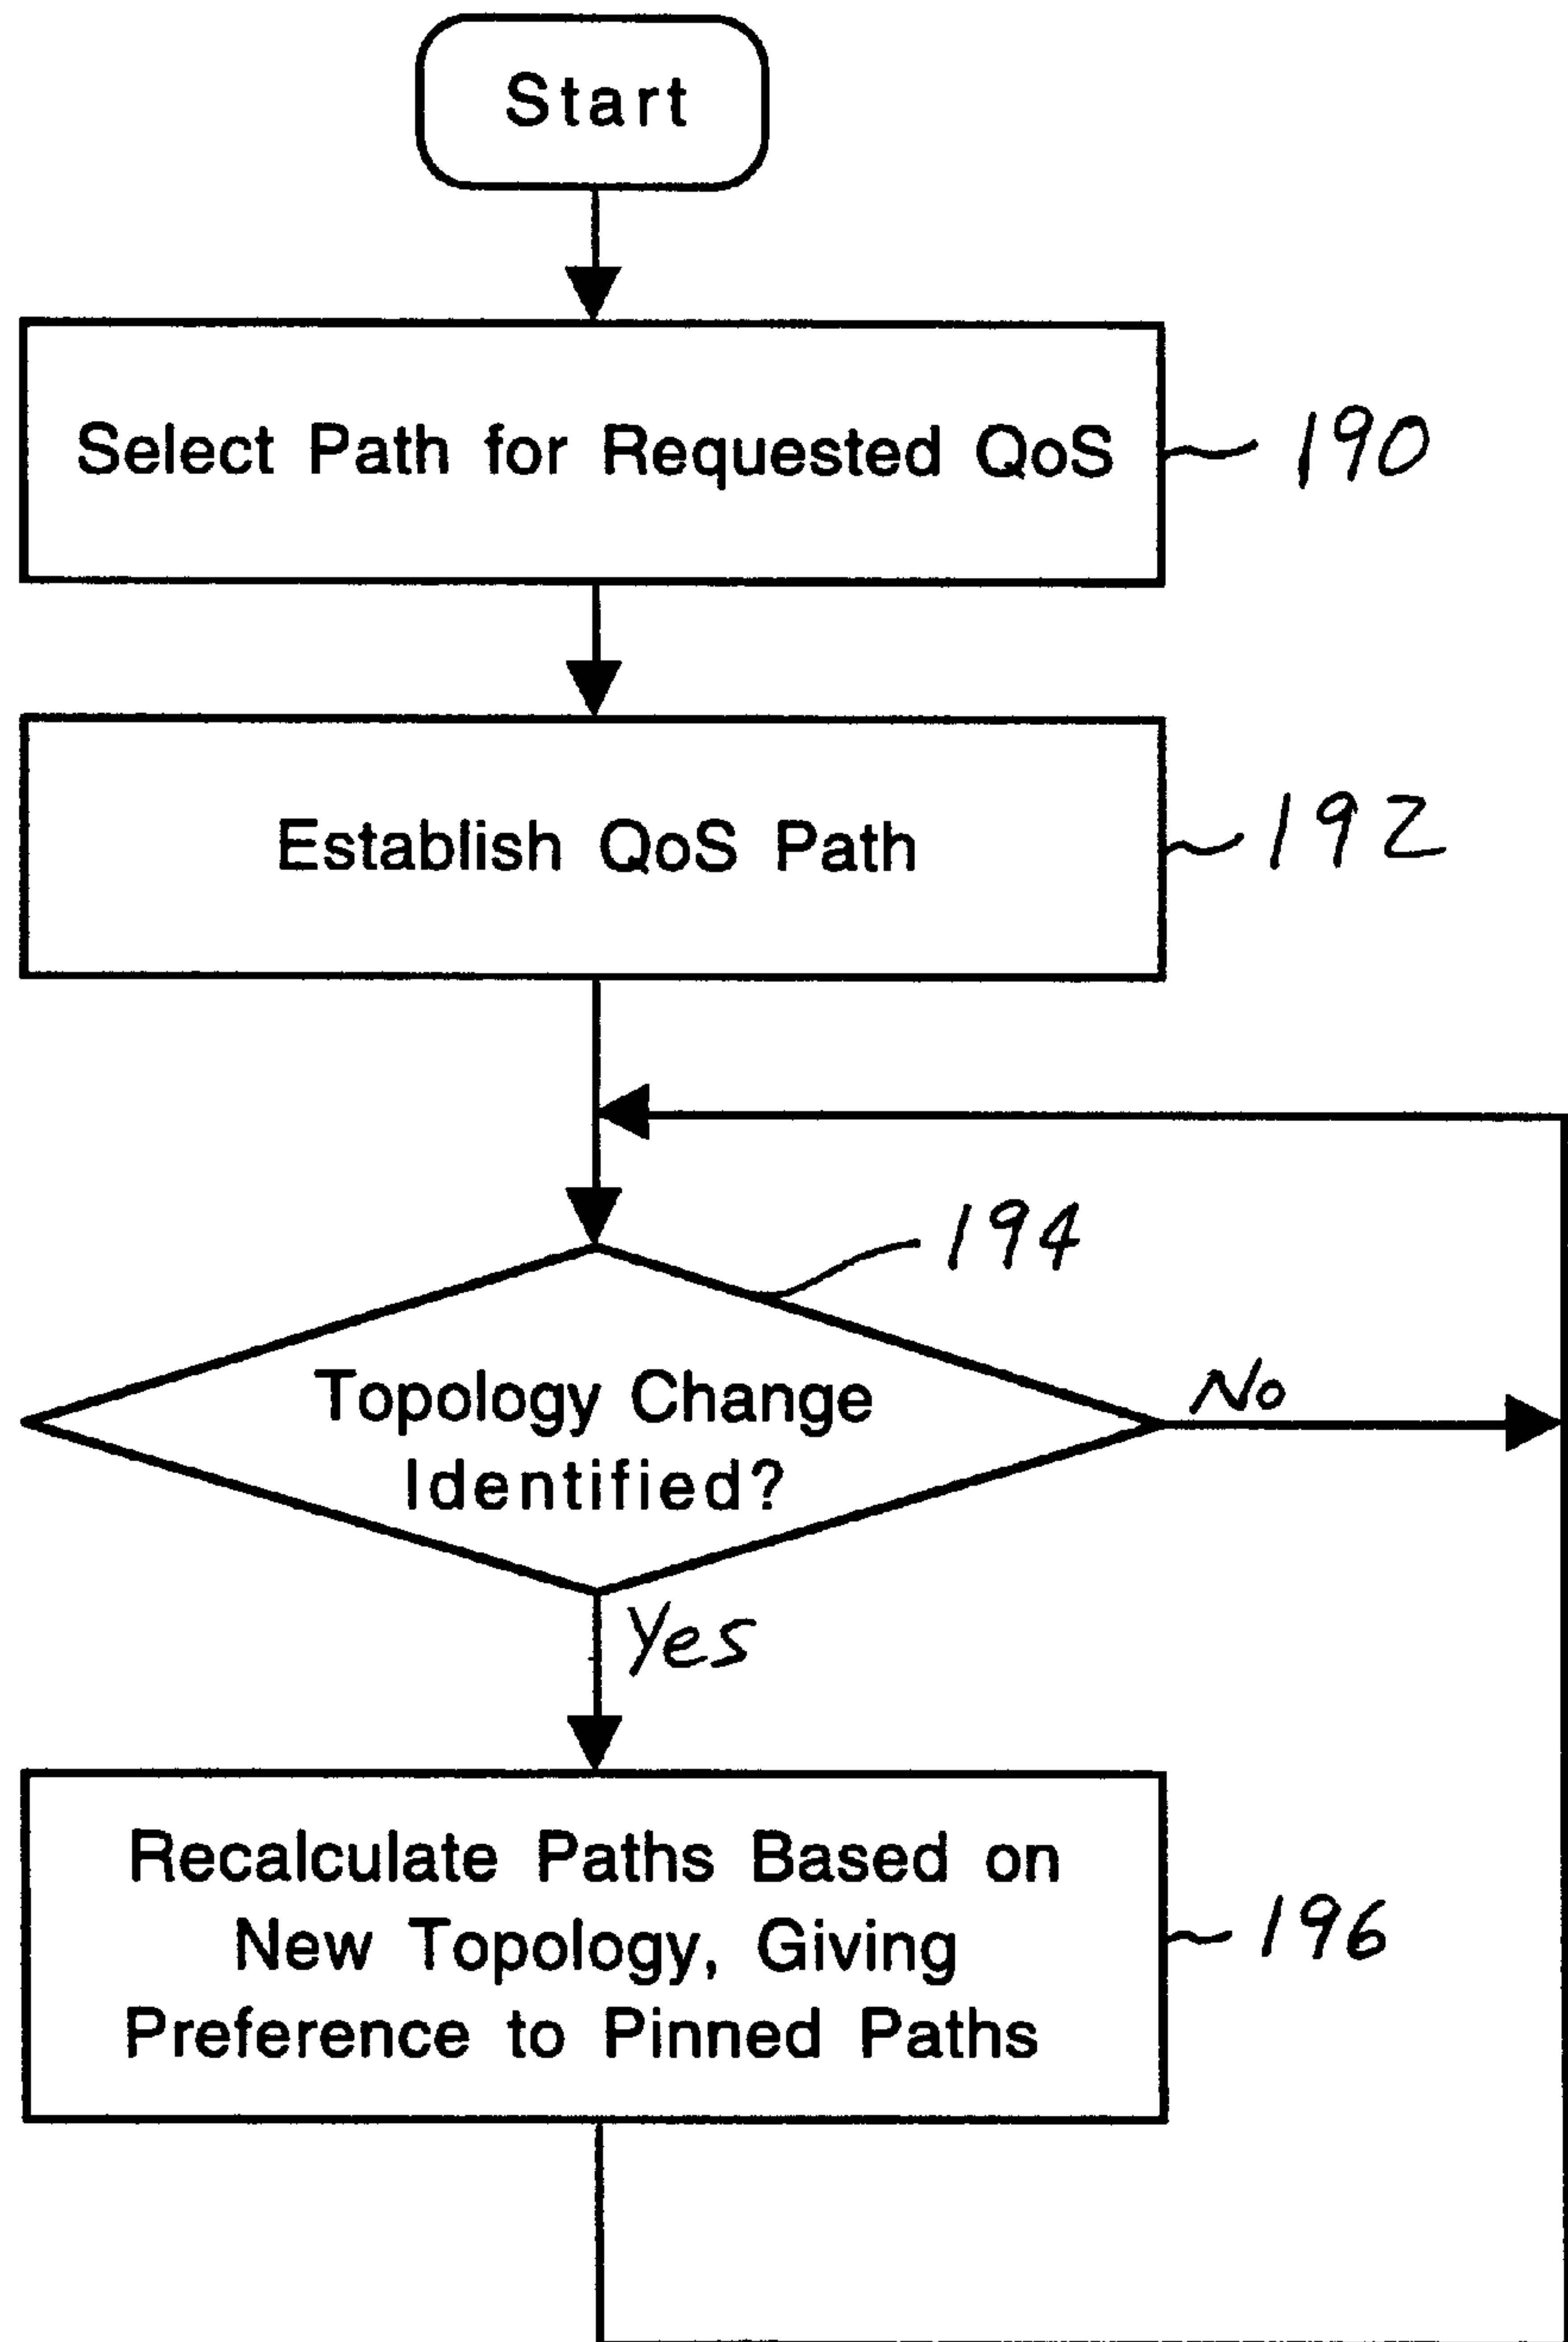 Start
Select Path for Requested QoS
190
Establish QoS Path
192
194
Topology Change
Identified?
No
Yes
Recalculate Paths Based on
New Topology, Giving
Preference to Pinned Paths
196